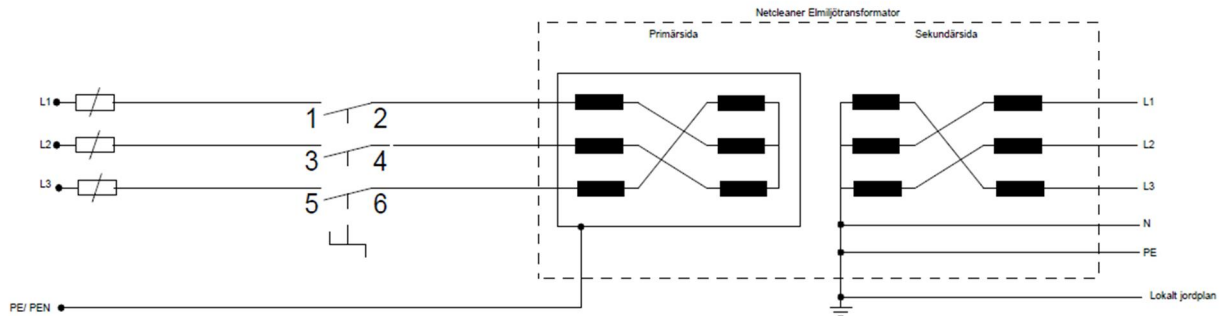 Netcleaner Elmiljötransformator
Primärsida
Sekundärsida
L1
1
2
L1
L2
3
4
L2
L3
5
6
L3
N
PE
PE/ PEN
Lokalt jordplan